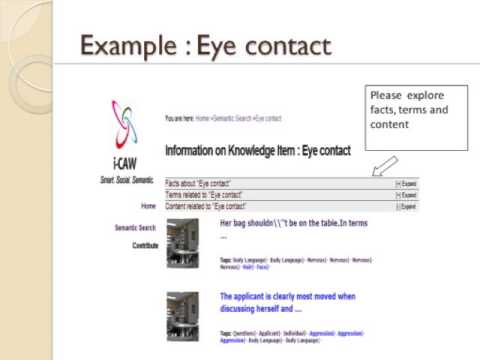 Example : Eye contact
Please explore
facts, terms and
content
You are here: Home »Semantic Search »Eye contact
Information on Knowledge Item : Eye contact
i-CAW
Smart. Social. Semantic.
Facts about "Eye contact" [+] Expand
Terms related to "Eye contact" [+] Expand
Home Content related to "Eye contact" [+] Expand
Semantic Search
Contribute
Her bag shouldn\\"t be on the table.In terms
...
Tags: Body Language|- Body Language|- Nervous|- Nervous|- Nervous|-
Nervous|- Hair|- Face|-
The applicant is clearly most moved when
discussing herself and ...
Tags: Questions|- Applicant|- Individual|- Aggression|- Aggression|-
Aggression|- Body Language|- Body Language|- Guilt|-